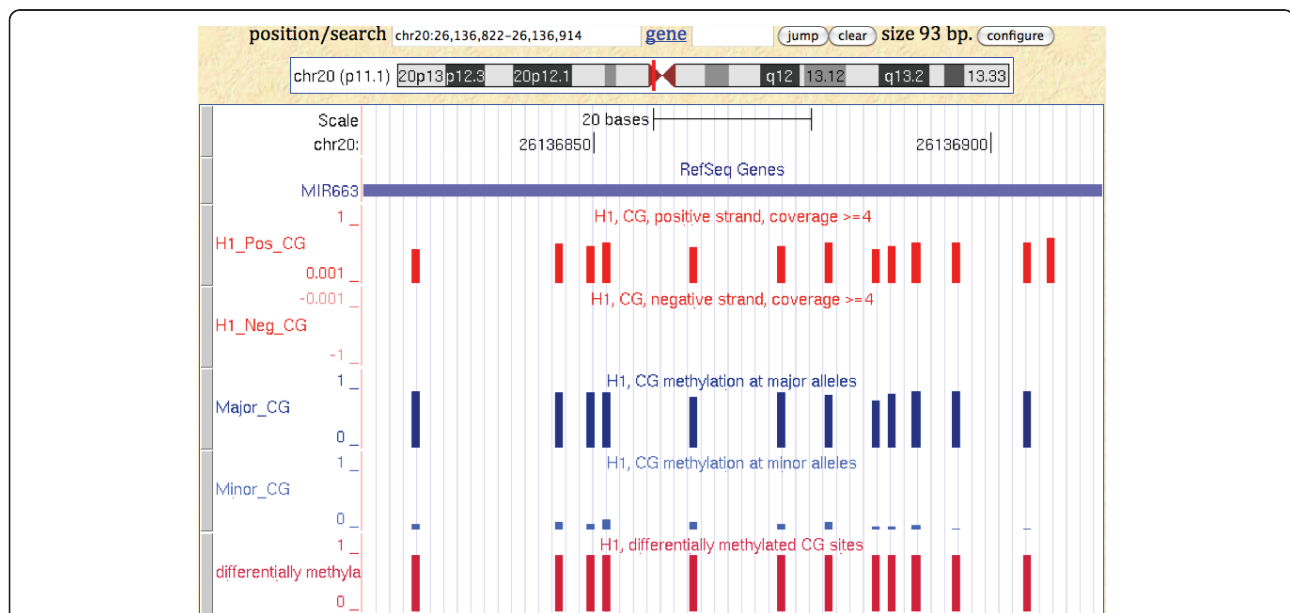 position/search chr20:26,136,822-26,136,914 gene jump clear size 93 bp. configure
chr20 (p11.1) 20p13 p12.3 20p12.1 q12 13.12 q13.2 13.33
Scale 20 bases
chr20: 26136850 26136900
RefSeq Genes
MIR663
1 _ H1, CG, positive strand, coverage >=4
H1_Pos_CG
0.001 _
-0.001 _ H1, CG, negative strand, coverage >=4
H1_Neg_CG
-1 _
1 _ H1, CG methylation at major alleles
Major_CG
0 _
1 _ H1, CG methylation at minor alleles
Minor_CG
0 _
1 _ H1, differentially methylated CG sites
differentially methyla
0 _